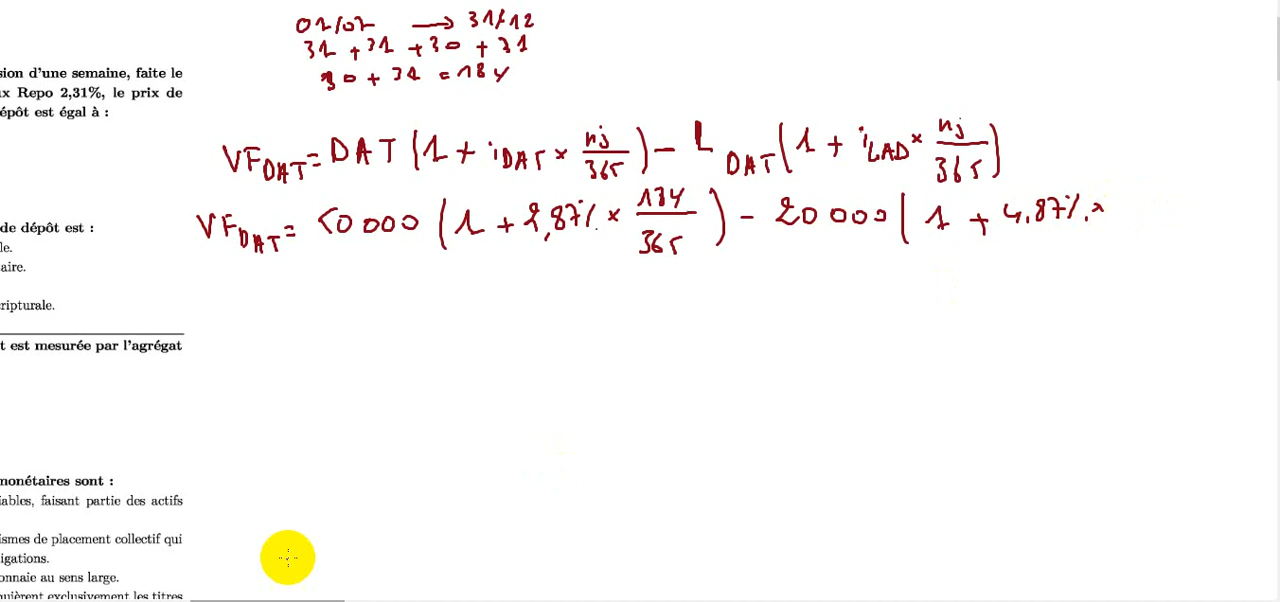 01/07 → 31/12
31 + 31 + 30 + 31
30 + 31 = 184
sion d'une semaine, faite le
x Repo 2,31%, le prix de
épôt est égal à :
VF_DAT = DAT (1 + i_DAT × nj/365) - L_DAT (1 + i_LAD × nj/365)
VF_DAT = 50 000 (1 + 2,87% × 184/365) - 20 000 (1 + 4,87% ×
de dépôt est :
le.
aire.
ripturale.
t est mesurée par l'agrégat
monétaires sont :
iables, faisant partie des actifs
ismes de placement collectif qui
igations.
onnaie au sens large.
quièrent exclusivement les titres